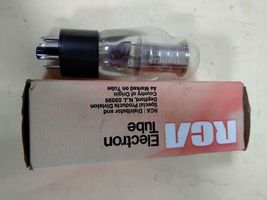 RCA
Electron
Tube
RCA Distributor and
Special Products Division
Deptford, N.J. 08096
Country of Origin
As Marked on Tube